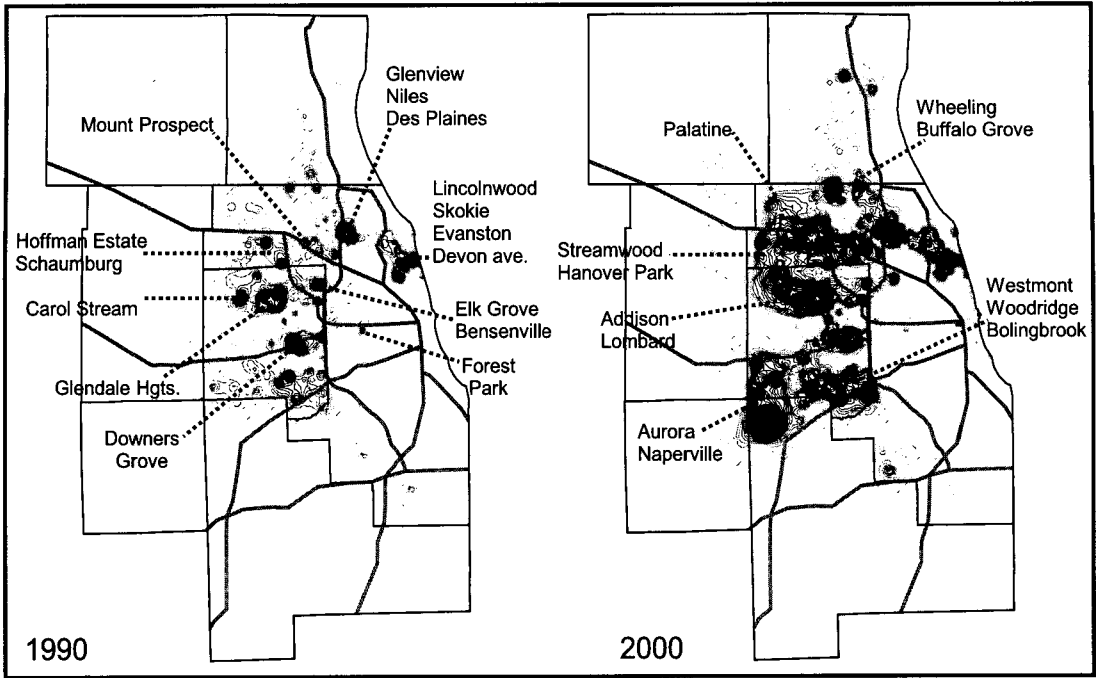 Glenview
Niles
Des Plaines
Mount Prospect
Lincolnwood
Skokie
Evanston
Devon ave.
Hoffman Estate
Schaumburg
Carol Stream
Elk Grove
Bensenville
Forest
Park
Glendale Hgts.
Downers
Grove
1990
Wheeling
Buffalo Grove
Palatine
Streamwood
Hanover Park
Westmont
Woodridge
Bolingbrook
Addison
Lombard
Aurora
Naperville
2000